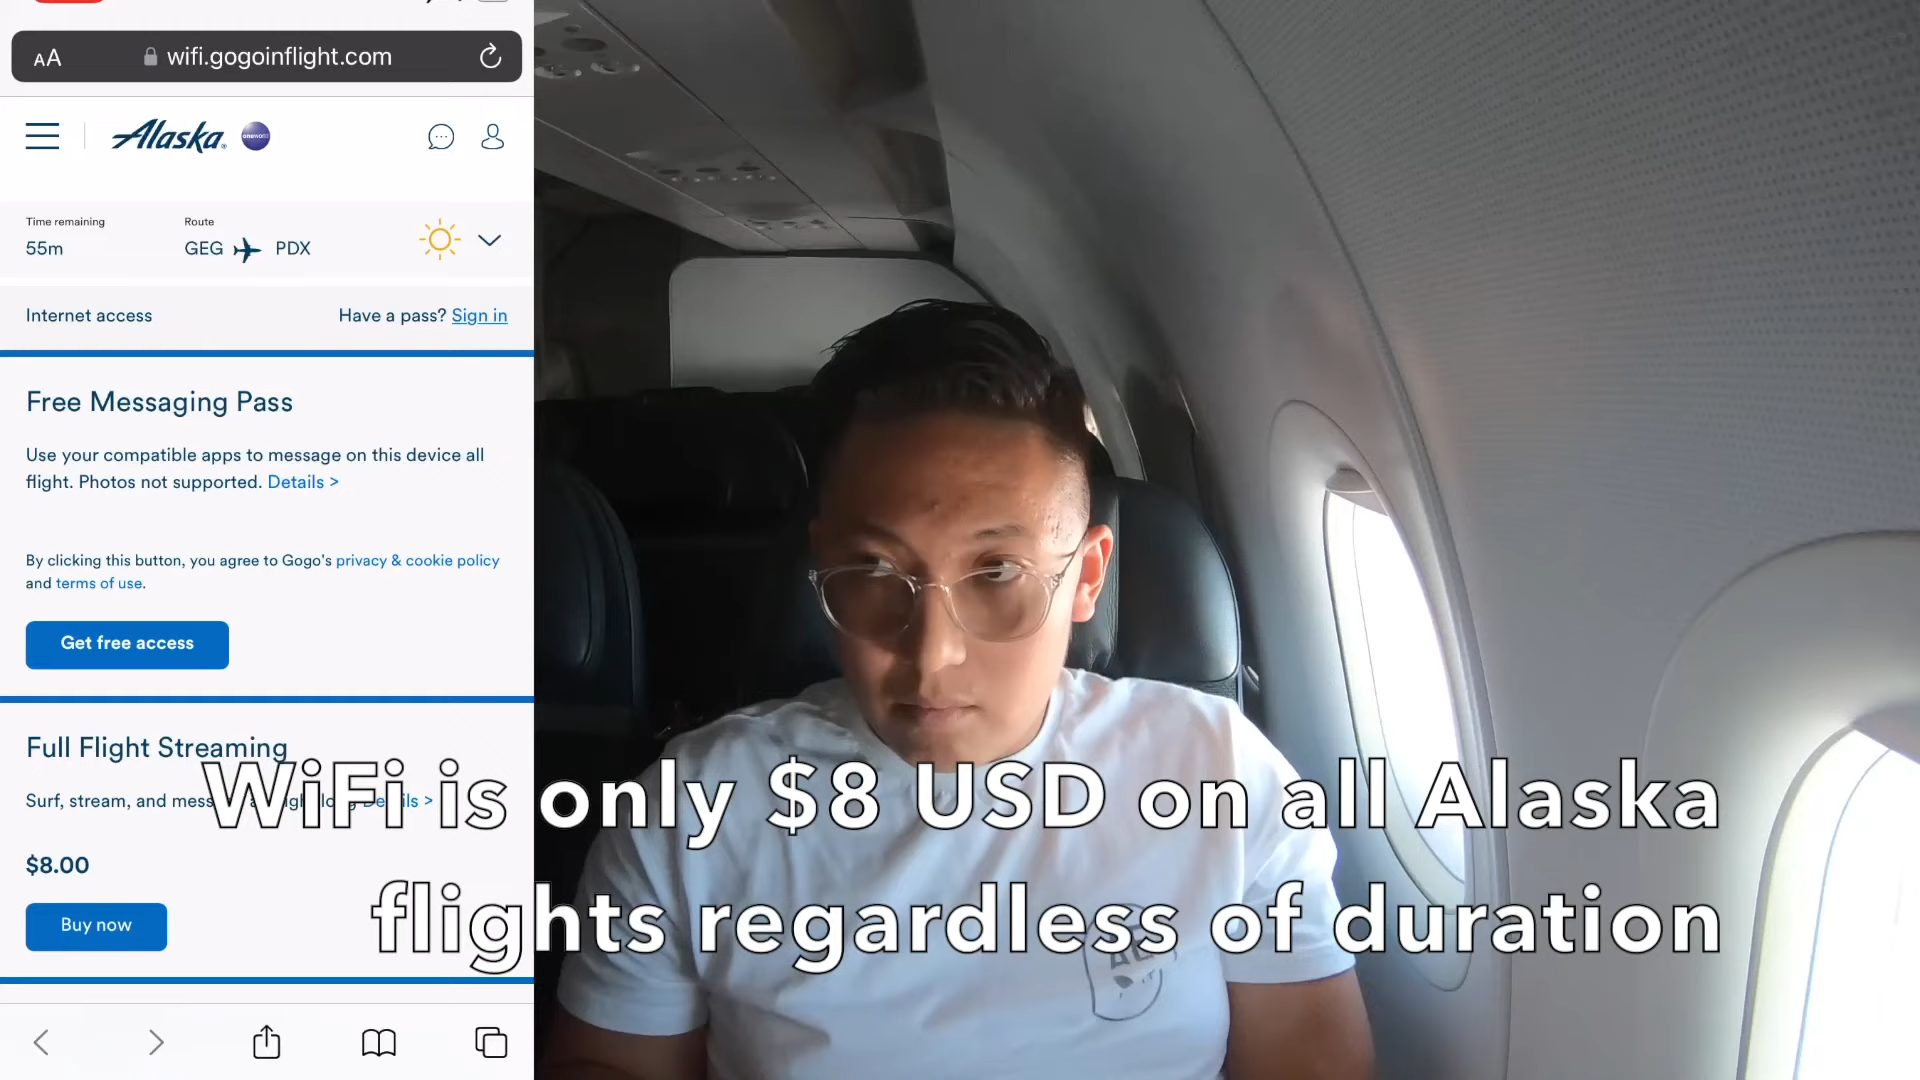 AA wifi.gogoinflight.com
Alaska oneworld
Time remaining
Route
55m
GEG PDX
Internet access
Have a pass? Sign in
Free Messaging Pass
Use your compatible apps to message on this device all
flight. Photos not supported. Details >
By clicking this button, you agree to Gogo's privacy & cookie policy
and terms of use.
Get free access
Full Flight Streaming
Surf, stream, and
$8.00
Buy now
WiFi is only $8 USD on all Alaska
flights regardless of duration